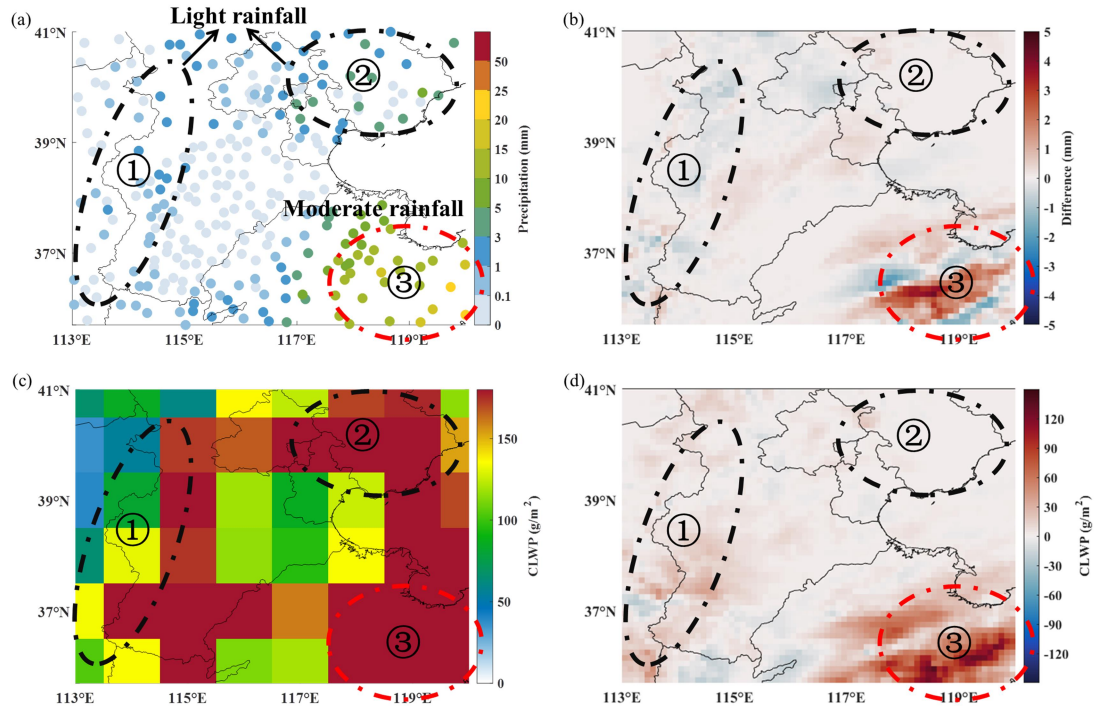 (a)
Light rainfall
41°N
39°N
37°N
113°E
115°E
117°E
119°E
①
②
③
Moderate rainfall
50
25
20
15
10
5
3
1
0.1
0
Precipitation (mm)
(b)
41°N
39°N
37°N
113°E
115°E
117°E
119°E
①
②
③
5
4
3
2
1
0
-1
-2
-3
-4
-5
Difference (mm)
(c)
41°N
39°N
37°N
113°E
115°E
117°E
119°E
①
②
③
150
100
50
0
CLWP (g/m²)
(d)
41°N
39°N
37°N
113°E
115°E
117°E
119°E
①
②
③
120
90
60
30
0
-30
-60
-90
-120
CLWP (g/m²)